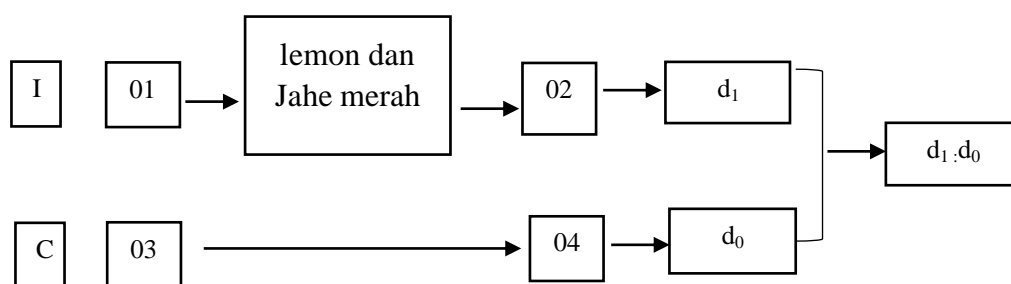 I
01
lemon dan
Jahe merah
02
d₁
d₁ : d₀
C
03
04
d₀